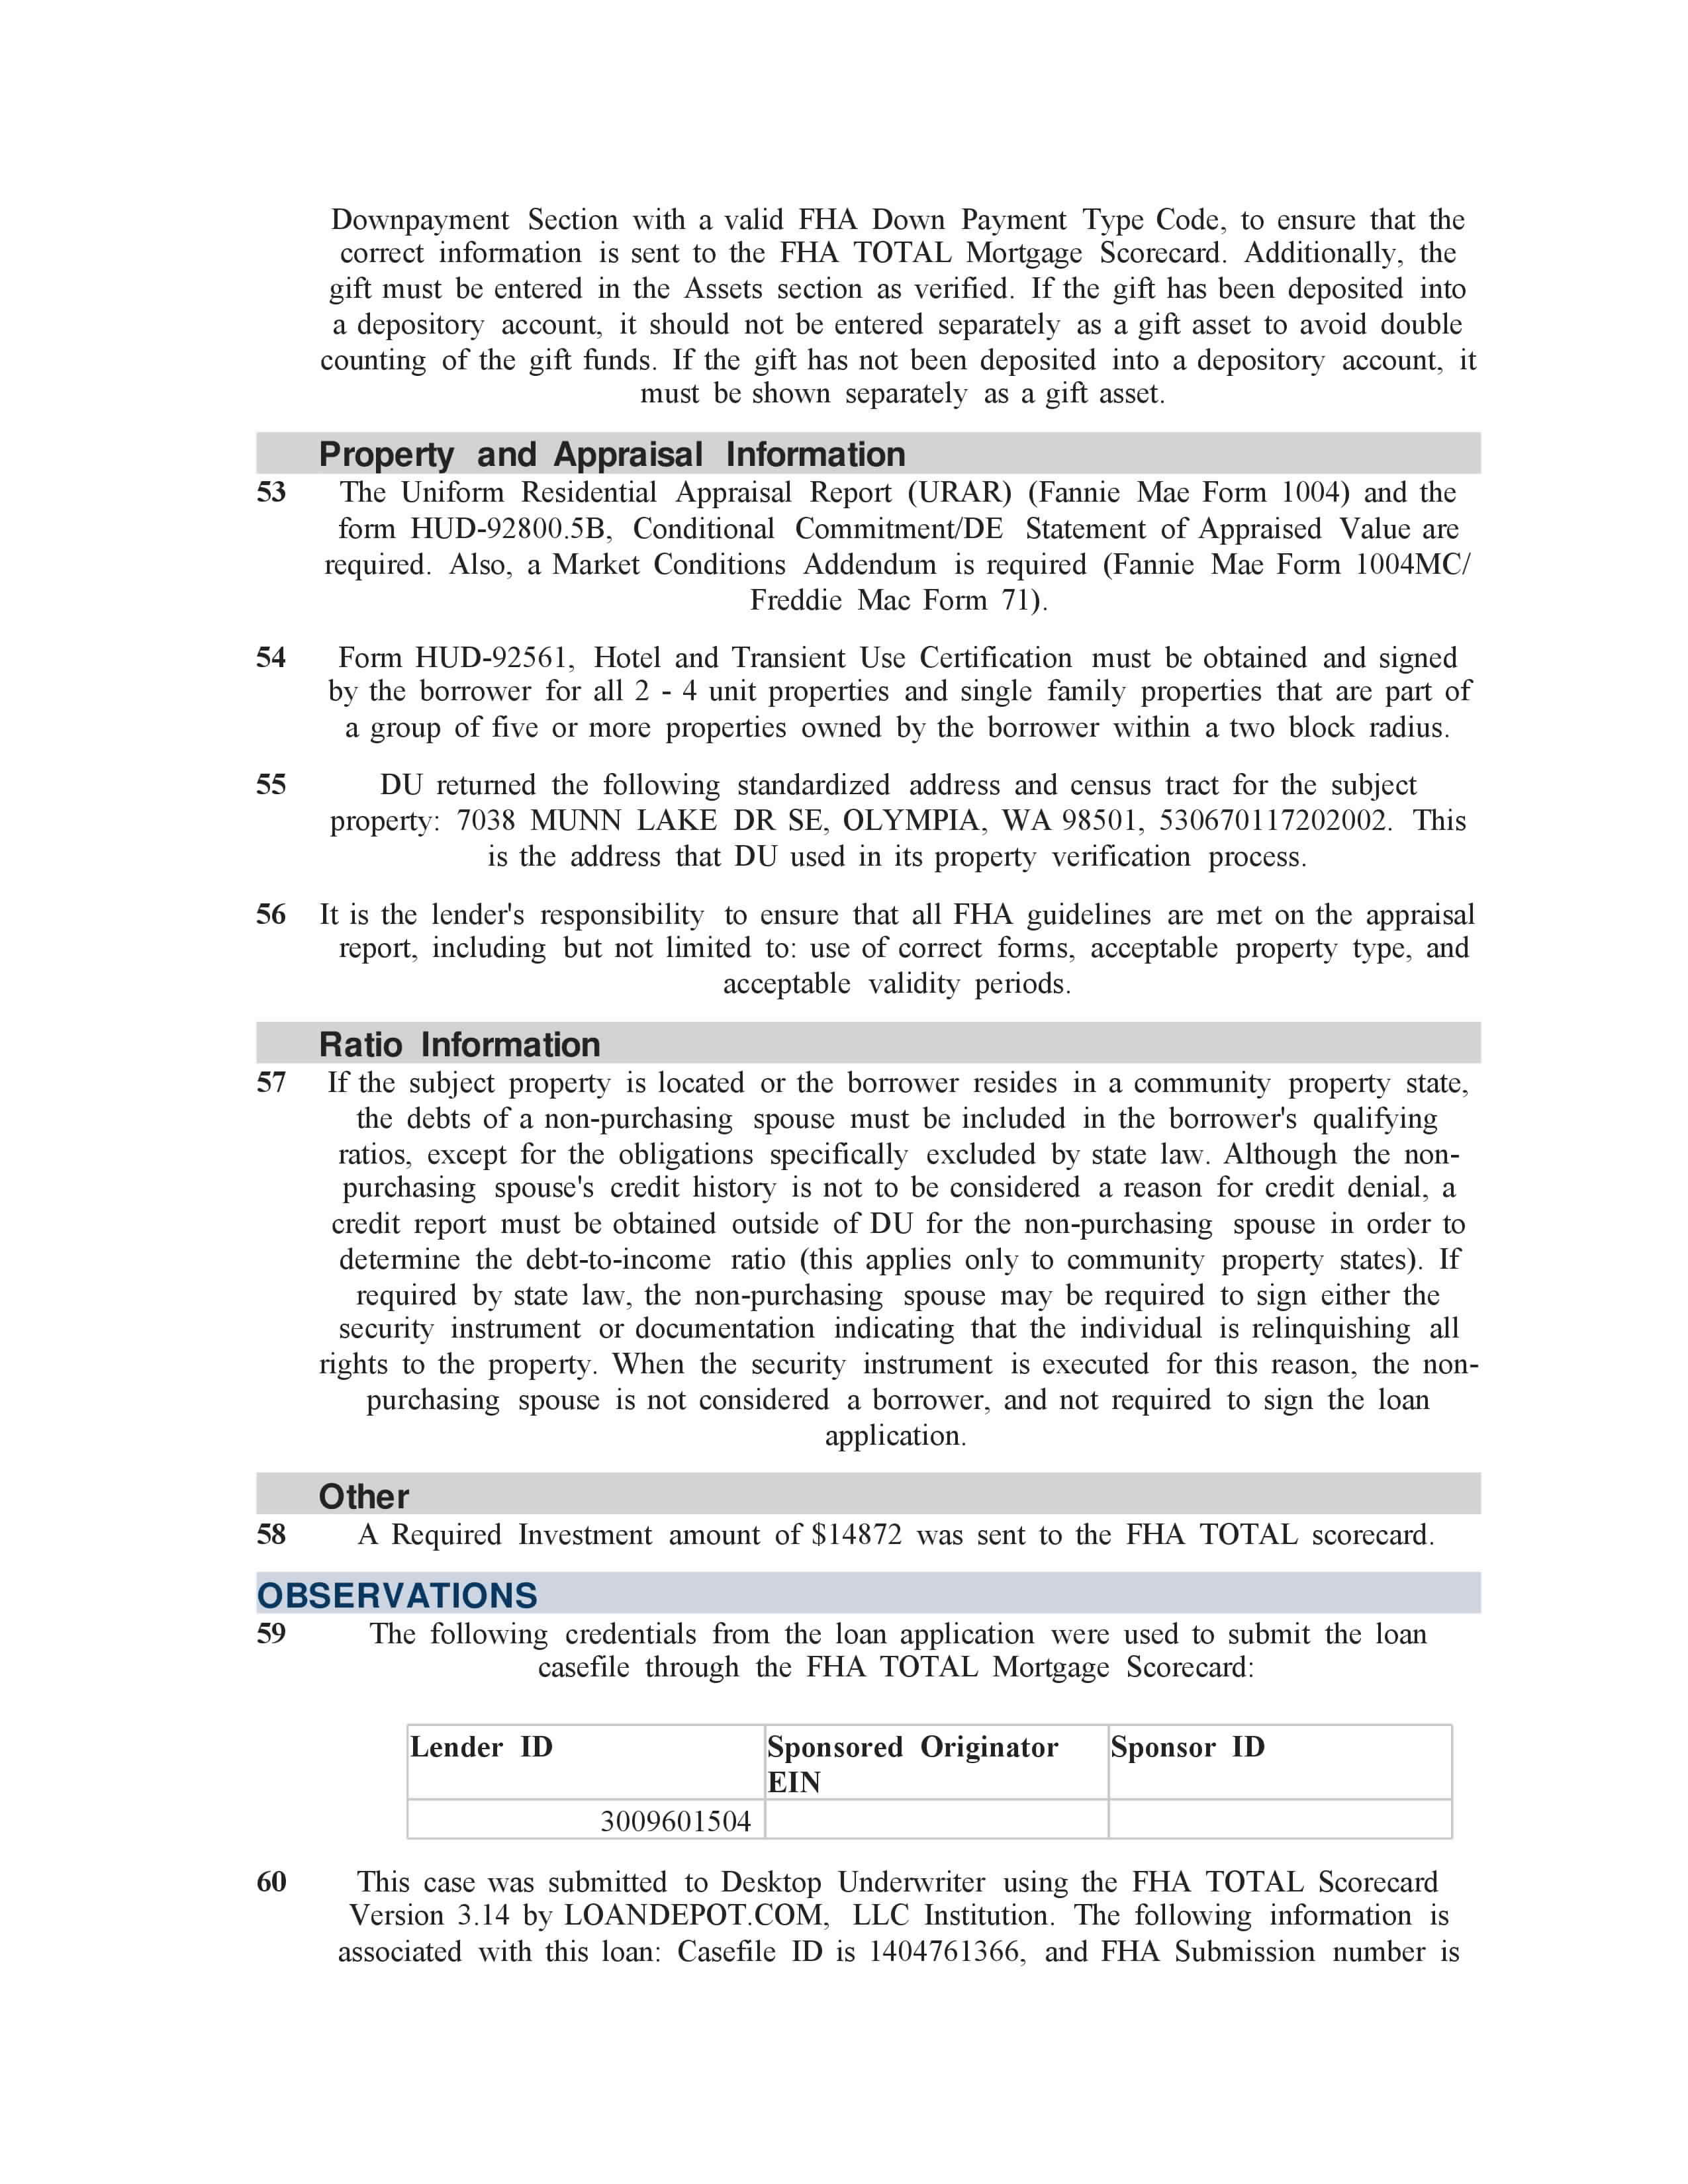 Downpayment Section with a valid FHA Down Payment Type Code, to ensure that the
correct information is sent to the FHA TOTAL Mortgage Scorecard. Additionally, the
gift must be entered in the Assets section as verified. If the gift has been deposited into
a depository account, it should not be entered separately as a gift asset to avoid double
counting of the gift funds. If the gift has not been deposited into a depository account, it
must be shown separately as a gift asset.
Property and Appraisal Information
53 The Uniform Residential Appraisal Report (URAR) (Fannie Mae Form 1004) and the
form HUD-92800.5B, Conditional Commitment/DE Statement of Appraised Value are
required. Also, a Market Conditions Addendum is required (Fannie Mae Form 1004MC/
Freddie Mac Form 71).
54 Form HUD-92561, Hotel and Transient Use Certification must be obtained and signed
by the borrower for all 2 - 4 unit properties and single family properties that are part of
a group of five or more properties owned by the borrower within a two block radius.
55 DU returned the following standardized address and census tract for the subject
property: 7038 MUNN LAKE DR SE, OLYMPIA, WA 98501, 530670117202002. This
is the address that DU used in its property verification process.
56 It is the lender's responsibility to ensure that all FHA guidelines are met on the appraisal
report, including but not limited to: use of correct forms, acceptable property type, and
acceptable validity periods.
Ratio Information
57 If the subject property is located or the borrower resides in a community property state,
the debts of a non-purchasing spouse must be included in the borrower's qualifying
ratios, except for the obligations specifically excluded by state law. Although the non-
purchasing spouse's credit history is not to be considered a reason for credit denial, a
credit report must be obtained outside of DU for the non-purchasing spouse in order to
determine the debt-to-income ratio (this applies only to community property states). If
required by state law, the non-purchasing spouse may be required to sign either the
security instrument or documentation indicating that the individual is relinquishing all
rights to the property. When the security instrument is executed for this reason, the non-
purchasing spouse is not considered a borrower, and not required to sign the loan
application.
Other
58 A Required Investment amount of $14872 was sent to the FHA TOTAL scorecard.
OBSERVATIONS
59 The following credentials from the loan application were used to submit the loan
casefile through the FHA TOTAL Mortgage Scorecard:
Lender ID Sponsored Originator Sponsor ID
EIN
3009601504
60 This case was submitted to Desktop Underwriter using the FHA TOTAL Scorecard
Version 3.14 by LOANDEPOT.COM, LLC Institution. The following information is
associated with this loan: Casefile ID is 1404761366, and FHA Submission number is